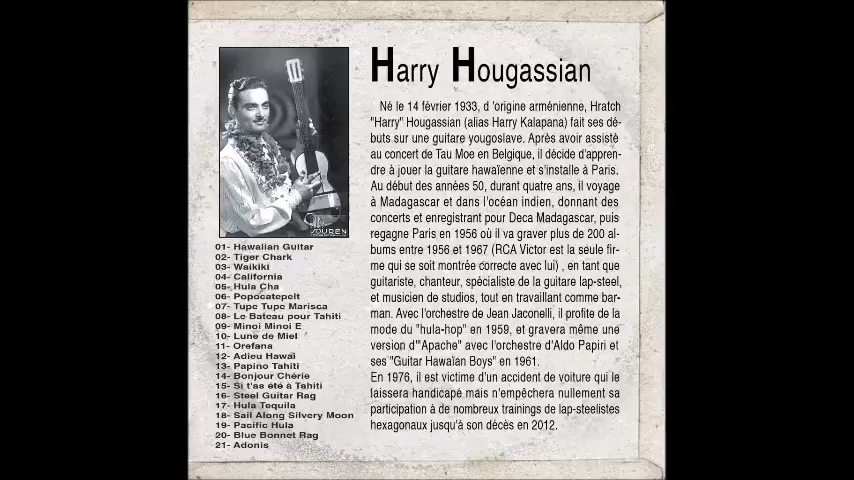 Harry Hougassian
Né le 14 février 1933, d 'origine arménienne, Hratch
"Harry" Hougassian (alias Harry Kalapana) fait ses dé-
buts sur une guitare yougoslave. Après avoir assisté
au concert de Tau Moe en Belgique, il décide d'appren-
dre à jouer la guitare hawaïenne et s'installe à Paris.
Au début des années 50, durant quatre ans, il voyage
à Madagascar et dans l'océan indien, donnant des
concerts et enregistrant pour Deca Madagascar, puis
regagne Paris en 1956 où il va graver plus de 200 al-
bums entre 1956 et 1967 (RCA Victor est la seule fir-
me qui se soit montrée correcte avec lui) , en tant que
guitariste, chanteur, spécialiste de la guitare lap-steel,
et musicien de studios, tout en travaillant comme bar-
man. Avec l'orchestre de Jean Jaconelli, il profite de la
mode du "hula-hop" en 1959, et gravera même une
version d'"Apache" avec l'orchestre d'Aldo Papiri et
ses "Guitar Hawaïan Boys" en 1961.
En 1976, il est victime d'un accident de voiture qui le
laissera handicapé mais n'empêchera nullement sa
participation à de nombreux trainings de lap-steelistes
hexagonaux jusqu'à son décès en 2012.
SOUREN
01- Hawaiian Guitar
02- Tiger Chark
03- Waikiki
04- California
05- Hula Cha
06- Popocatepelt
07- Tupe Tupe Marisca
08- Le Bateau pour Tahiti
09- Minoi Minoi E
10- Lune de Miel
11- Orefana
12- Adieu Hawaï
13- Papino Tahiti
14- Bonjour Chérie
15- Si t'as été à Tahiti
16- Steel Guitar Rag
17- Hula Tequila
18- Sail Along Silvery Moon
19- Pacific Hula
20- Blue Bonnet Rag
21- Adonis